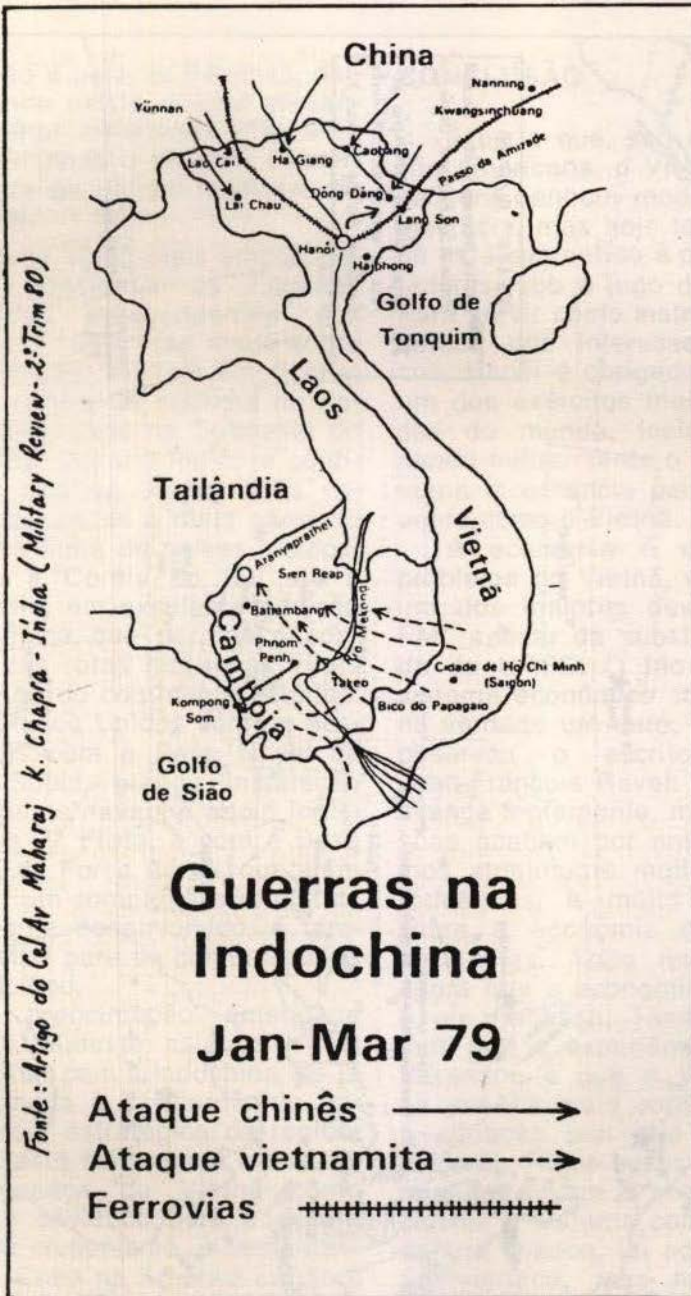 China
Nanning
Yünnan
Kwangsinchuang
Lao Cai
Ha Giang
Caobang
Passo da Amizade
Lai Chau
Dông Dâng
Lang Son
Hanói
Haiphong
Golfo de
Tonquim
Laos
Tailândia
Vietnã
Aranyaprathet
Sien Reap
Rio Mekong
Camboja
Phnom
Penh
Takeo
Cidade de Ho Chi Minh
(Saigon)
Kompong
Som
Bico do Papagaio
Golfo
de Sião
Guerras na
Indochina
Jan-Mar 79
Ataque chinês
Ataque vietnamita
Ferrovias
Fonte: Artigo do Cel Av Maharaj K. Chapra - Índia (Military Review - 2º Trim 80)